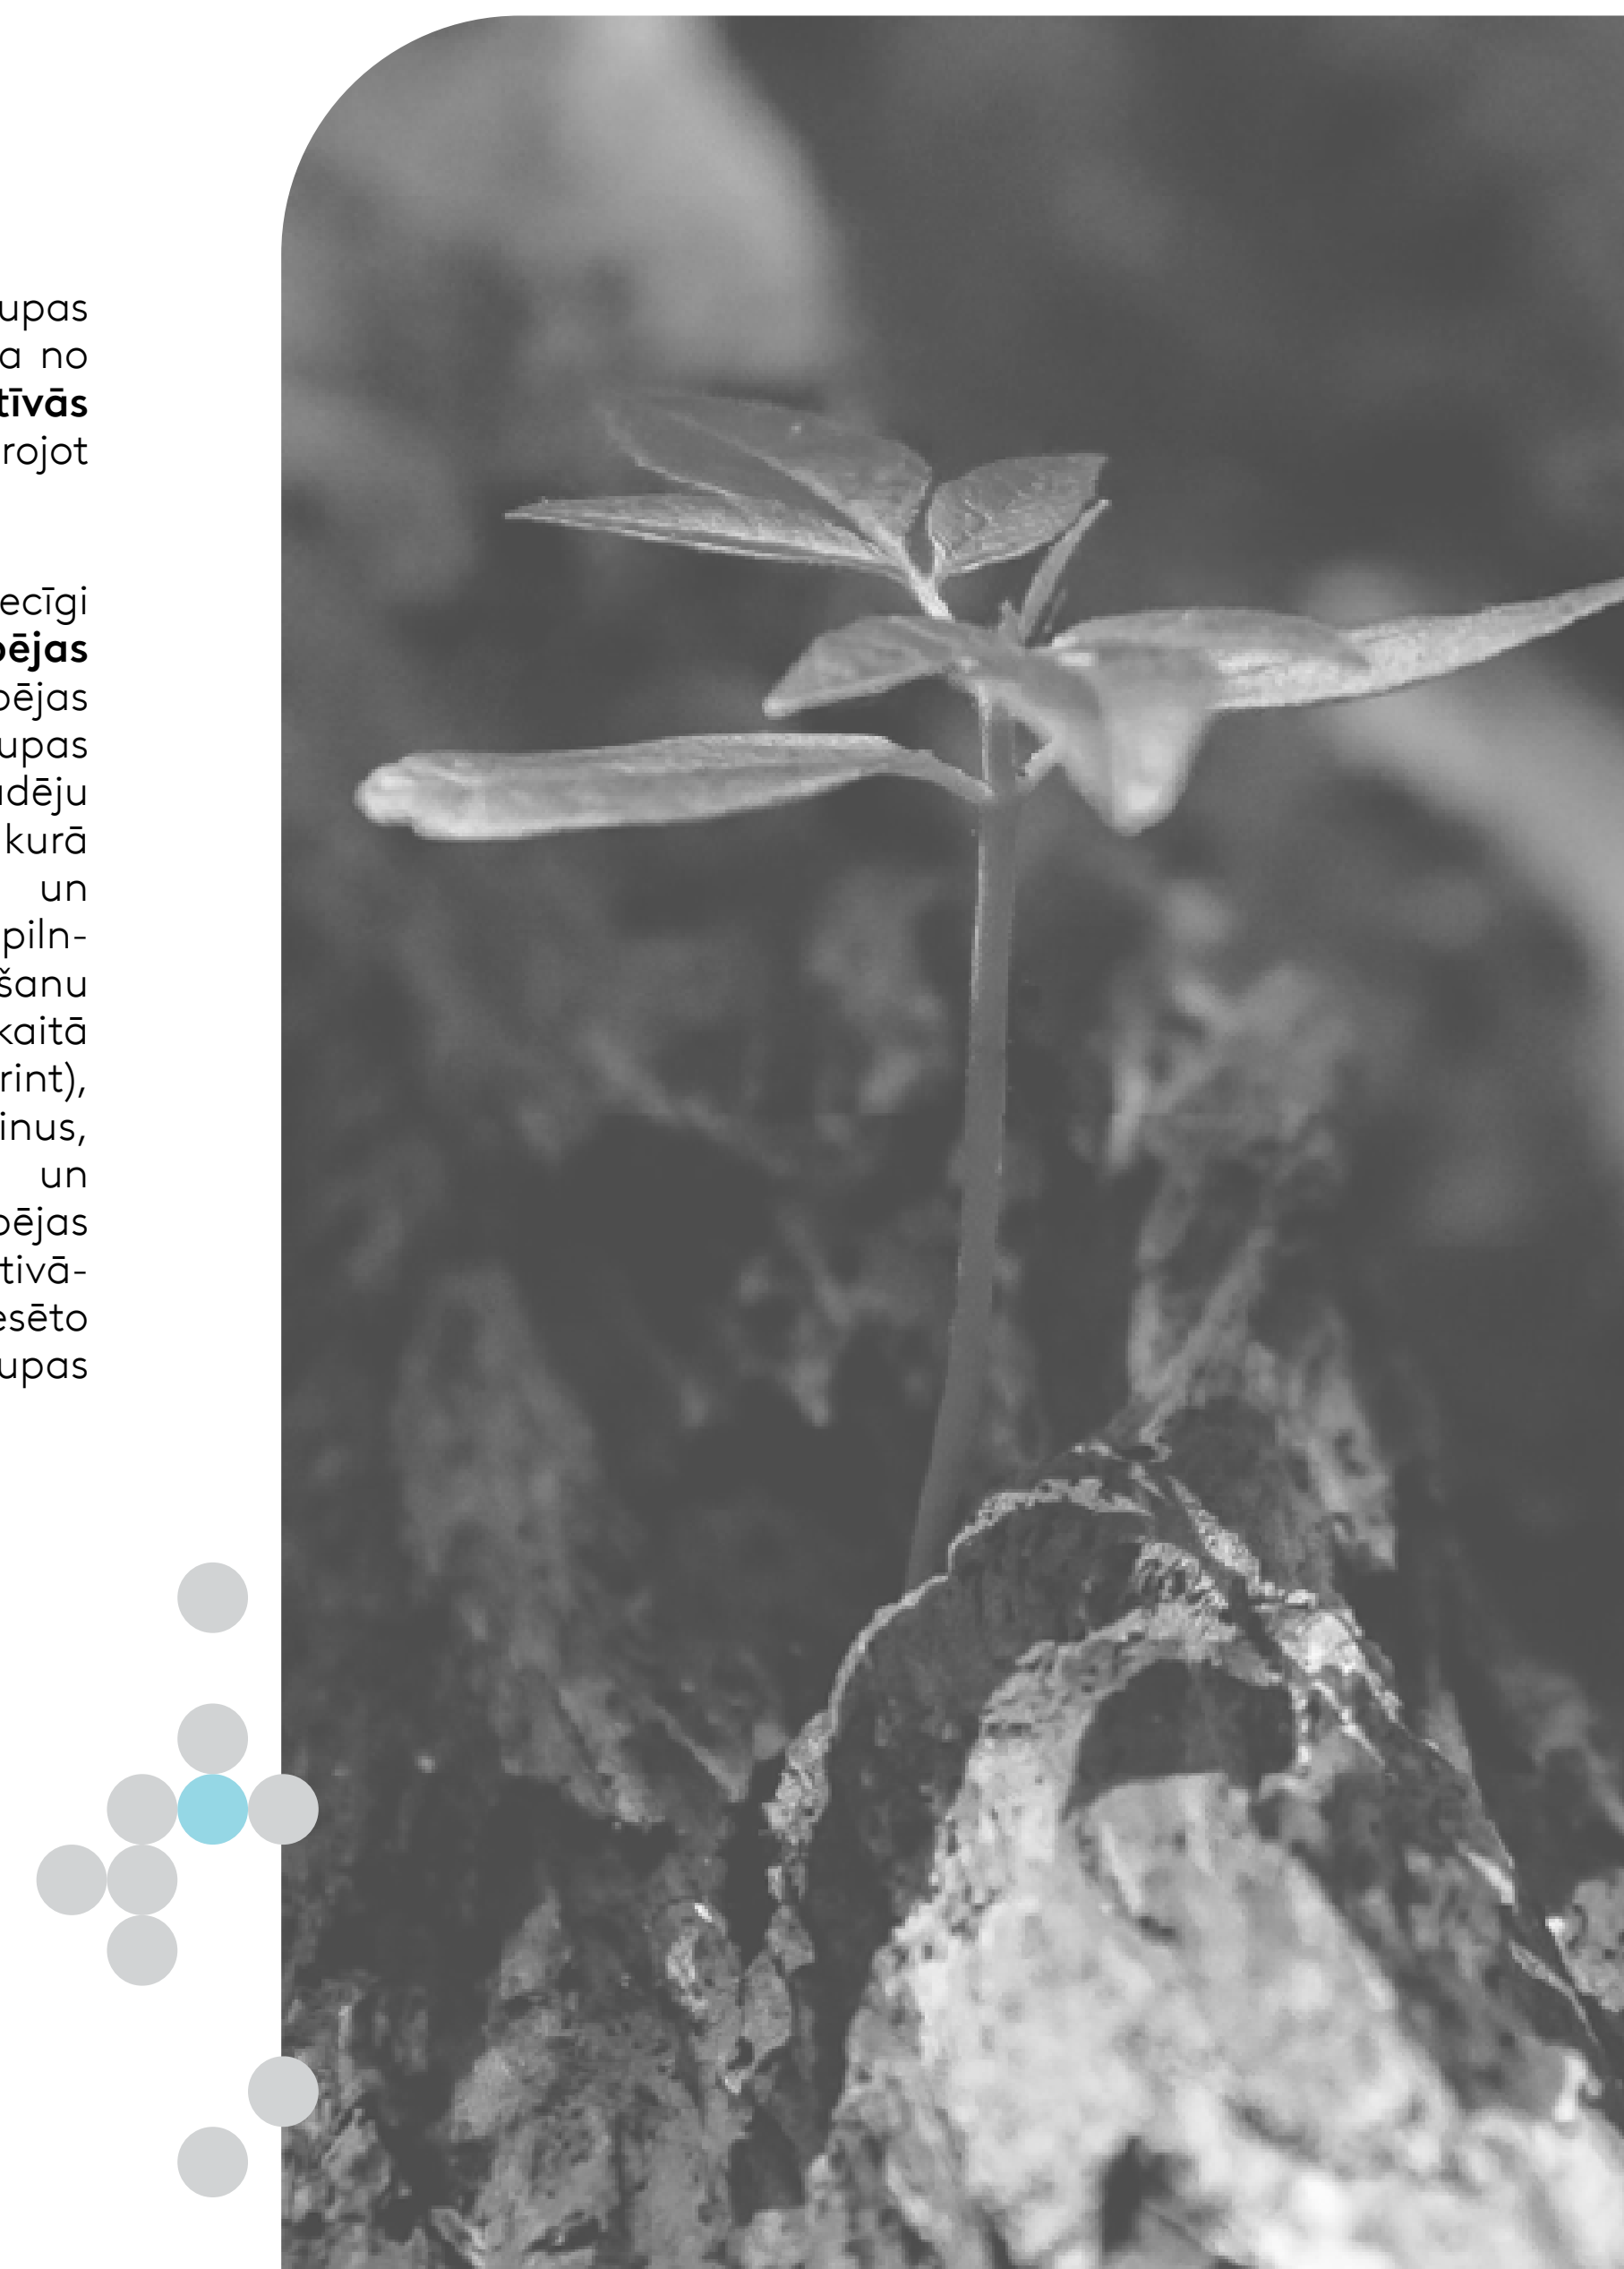 upas
a no
tīvās
rojot
ecīgi
pējas
pējas
upas
dēju
kurā
un
piln-
šanu
kaitā
rint),
inus,
un
pējas
tivā-
esēto
upas